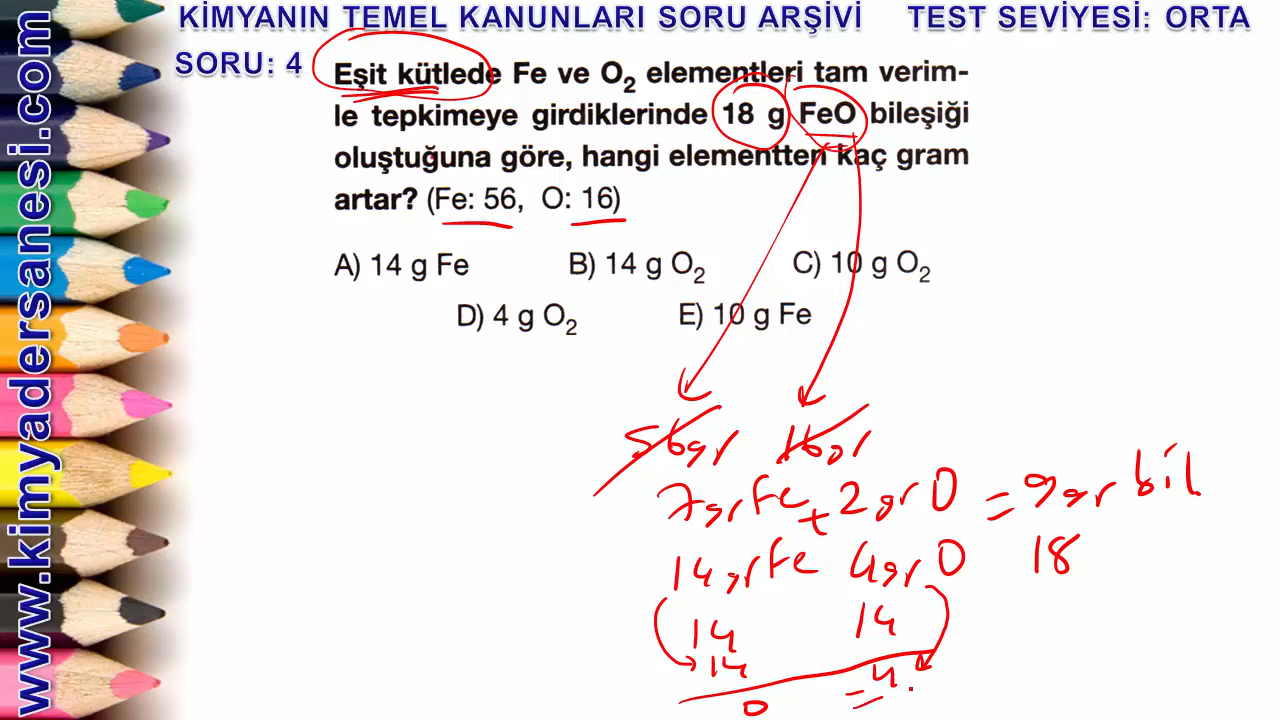 KİMYANIN TEMEL KANUNLARI SORU ARŞİVİ TEST SEVİYESİ: ORTA
SORU: 4
Eşit kütlede Fe ve O₂ elementleri tam verim-
le tepkimeye girdiklerinde 18 g FeO bileşiği
oluştuğuna göre, hangi elementten kaç gram
artar? (Fe: 56, O: 16)
A) 14 g Fe B) 14 g O₂ C) 10 g O₂
D) 4 g O₂ E) 10 g Fe
56gr 16gr
7grFe + 2grO = 9gr bil
14grFe 4grO 18
14 14
14 4
0 =
www.kimyadersanesi.com